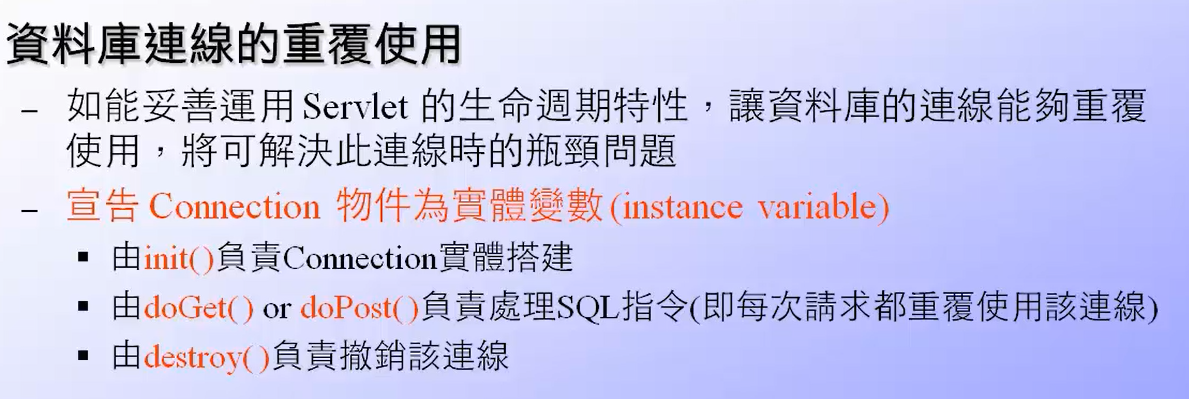 資料庫連線的重覆使用
– 如能妥善運用 Servlet 的生命週期特性，讓資料庫的連線能夠重覆
使用，將可解決此連線時的瓶頸問題
– 宣告 Connection 物件為實體變數 (instance variable)
▪ 由init()負責Connection實體搭建
▪ 由doGet() or doPost()負責處理SQL指令(即每次請求都重覆使用該連線)
▪ 由destroy()負責撤銷該連線